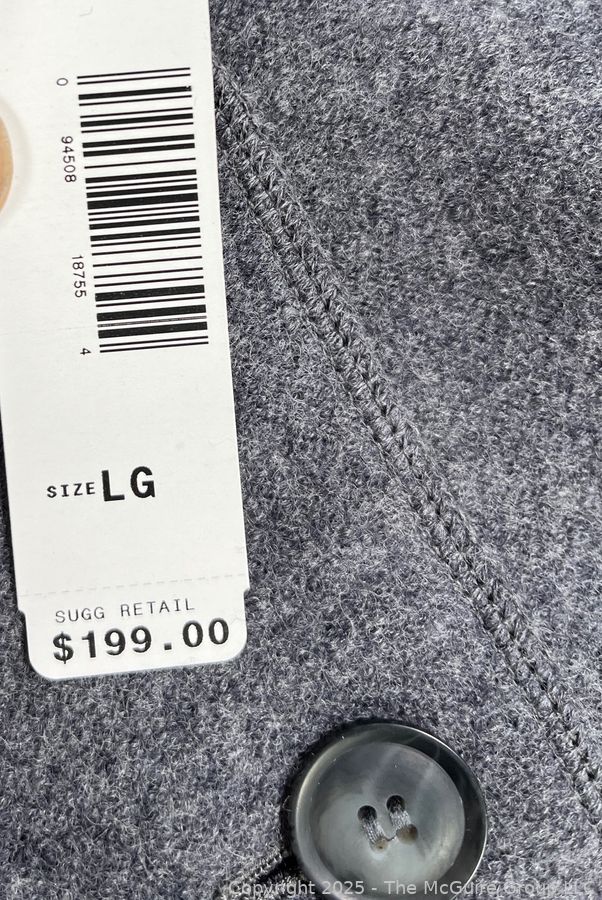 0 94508 18755 4
SIZE LG
SUGG RETAIL
$199.00
Copyright 2025 - The McGuire Group LLC